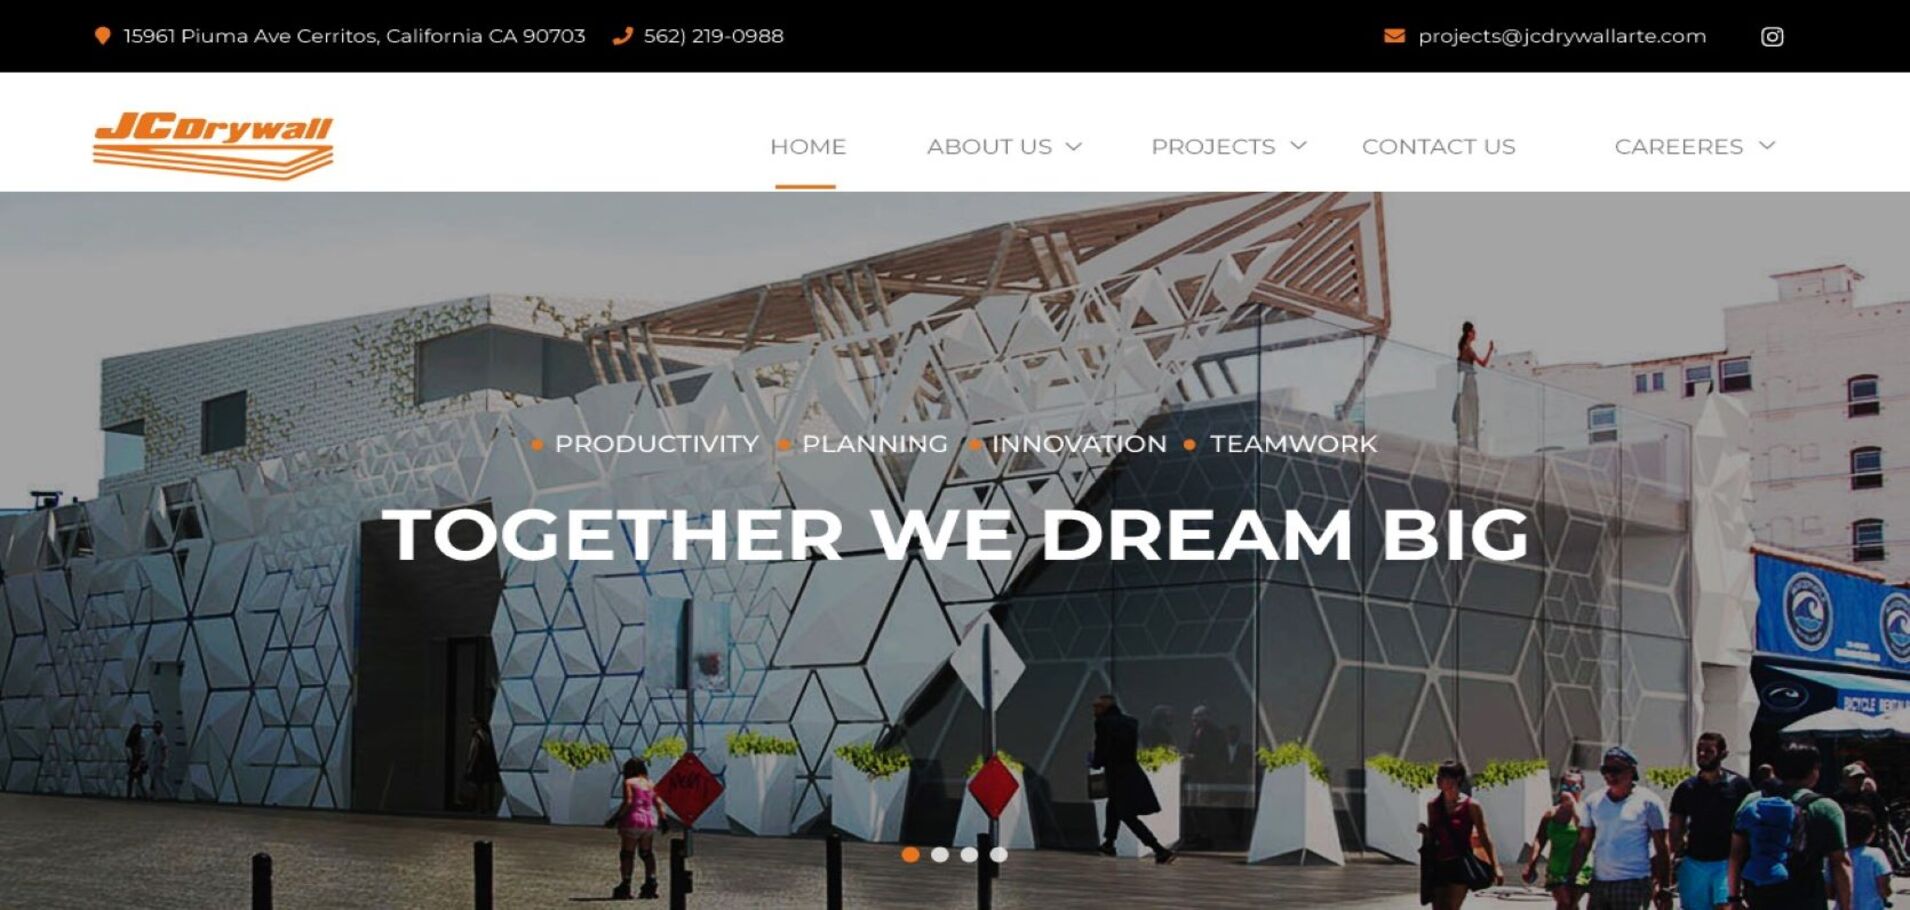 15961 Piuma Ave Cerritos, California CA 90703 562) 219-0988 projects@jcdrywallarte.com
JCDrywall
HOME ABOUT US PROJECTS CONTACT US CAREERES
PRODUCTIVITY PLANNING INNOVATION TEAMWORK
TOGETHER WE DREAM BIG
BICYCLE